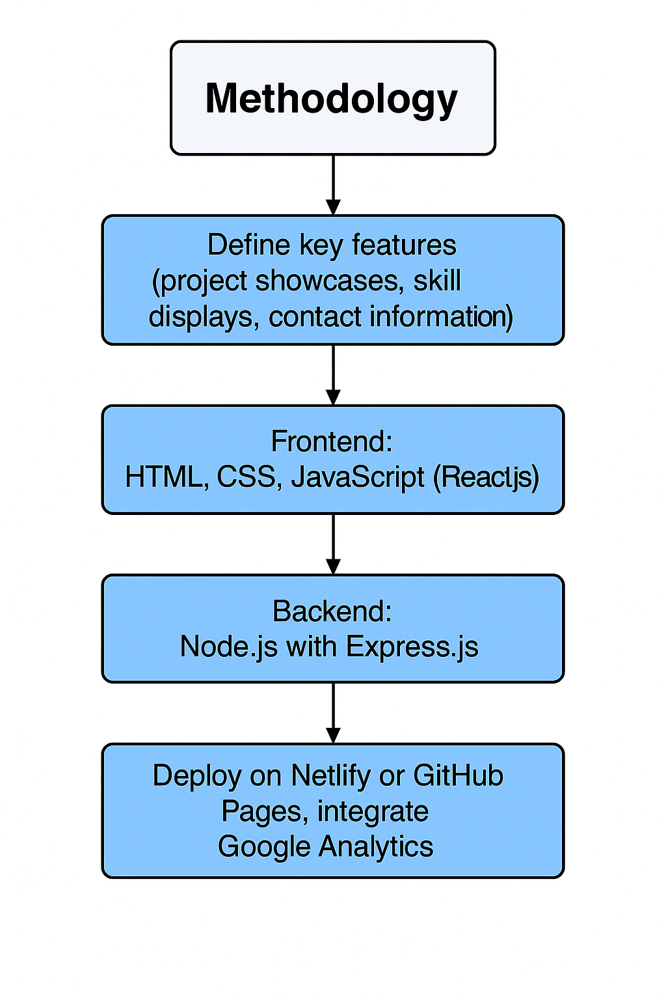 Methodology
Define key features
(project showcases, skill
displays, contact information)
Frontend:
HTML, CSS, JavaScript (Reactjs)
Backend:
Node.js with Express.js
Deploy on Netlify or GitHub
Pages, integrate
Google Analytics